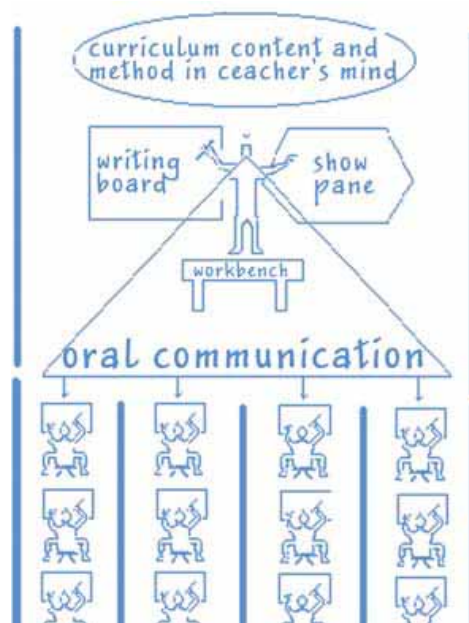 curriculum content and
method in ceacher's mind
writing
board
show
pane
workbench
oral communication